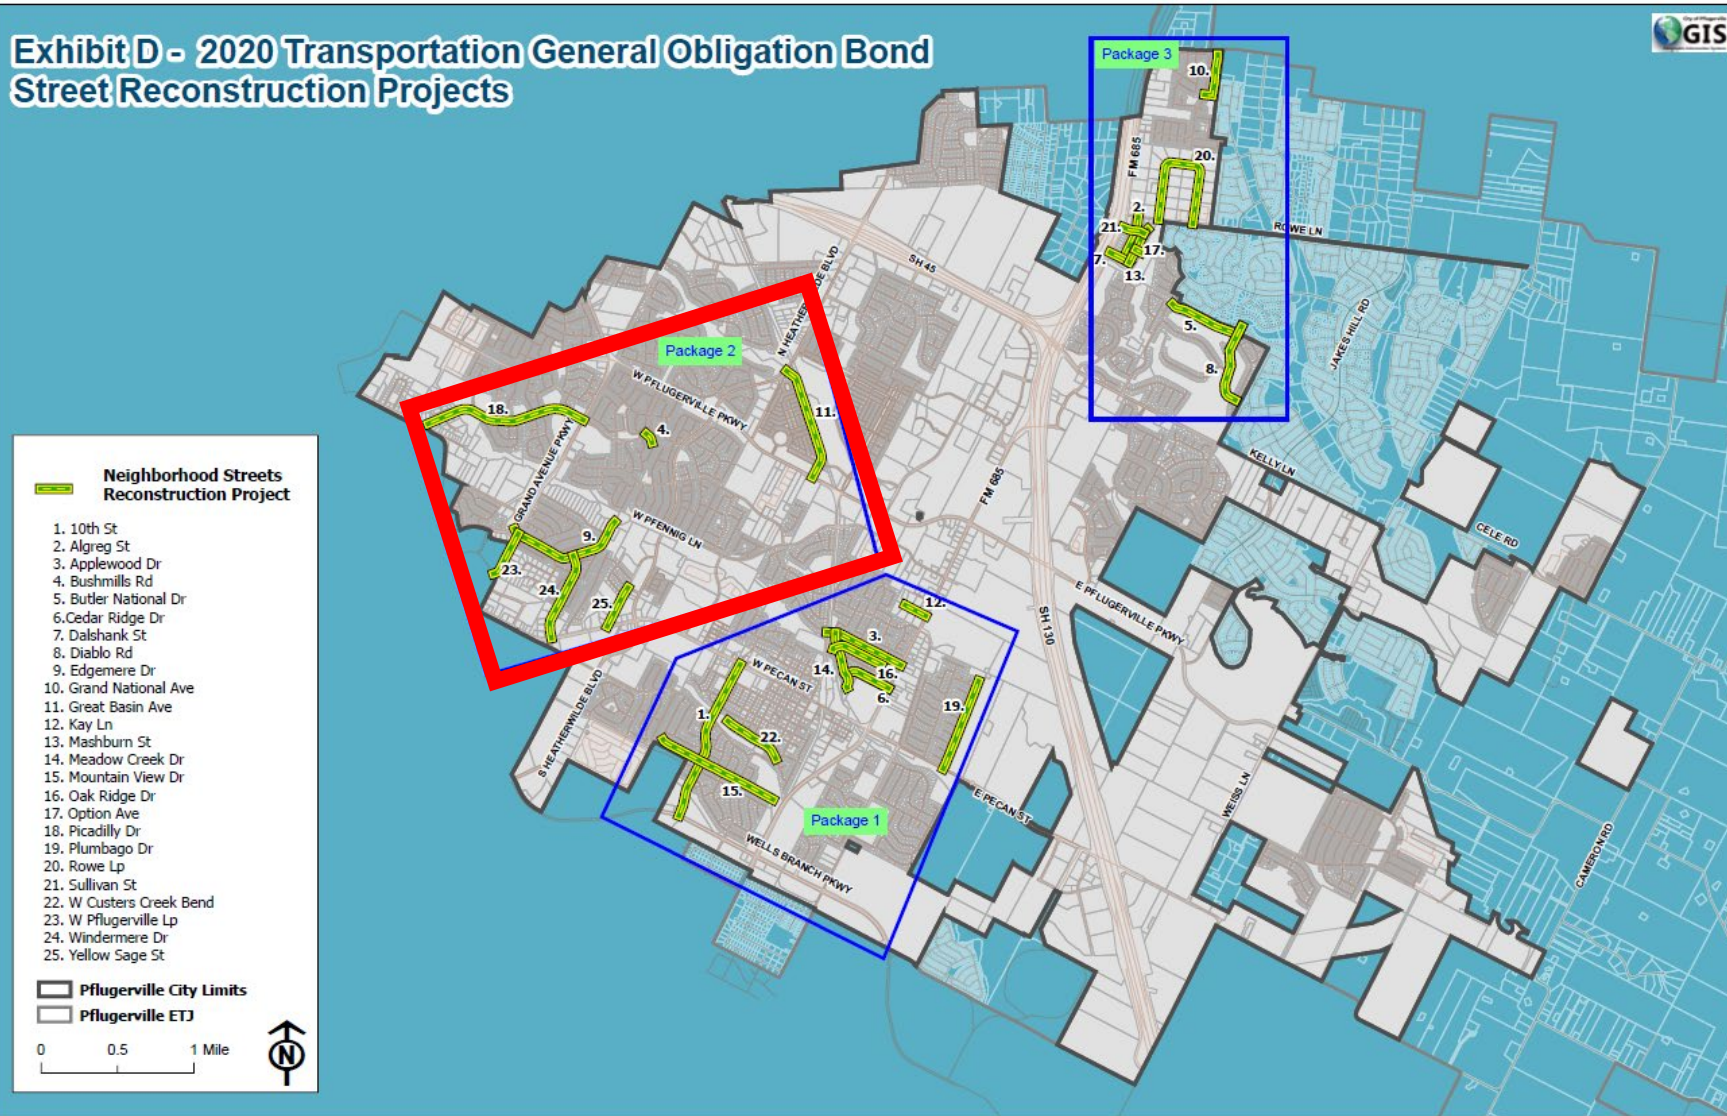 Exhibit D - 2020 Transportation General Obligation Bond
Street Reconstruction Projects
GIS
Package 3
10.
FM 685
20.
2.
21.
ROWE LN
17.
7.
13.
SH 45
N HEATHER DE BLVD
5.
JAKES HILL RD
8.
Package 2
W PFLUGERVILLE PKWY
11.
18.
4.
GRAND AVENUE PKWY
KELLY LN
FM 685
W PFENNIG LN
9.
CELE RD
23.
24.
25.
12.
E PFLUGERVILLE PKWY
SH 130
3.
W PECAN ST
14.
16.
6.
19.
1.
22.
S HEATHERWILDE BLVD
15.
E PECAN ST
WEISS LN
Package 1
WELLS BRANCH PKWY
CAMERON RD
Neighborhood Streets
Reconstruction Project
1. 10th St
2. Algreg St
3. Applewood Dr
4. Bushmills Rd
5. Butler National Dr
6.Cedar Ridge Dr
7. Dalshank St
8. Diablo Rd
9. Edgemere Dr
10. Grand National Ave
11. Great Basin Ave
12. Kay Ln
13. Mashburn St
14. Meadow Creek Dr
15. Mountain View Dr
16. Oak Ridge Dr
17. Option Ave
18. Picadilly Dr
19. Plumbago Dr
20. Rowe Lp
21. Sullivan St
22. W Custers Creek Bend
23. W Pflugerville Lp
24. Windermere Dr
25. Yellow Sage St
Pflugerville City Limits
Pflugerville ETJ
0 0.5 1 Mile
N